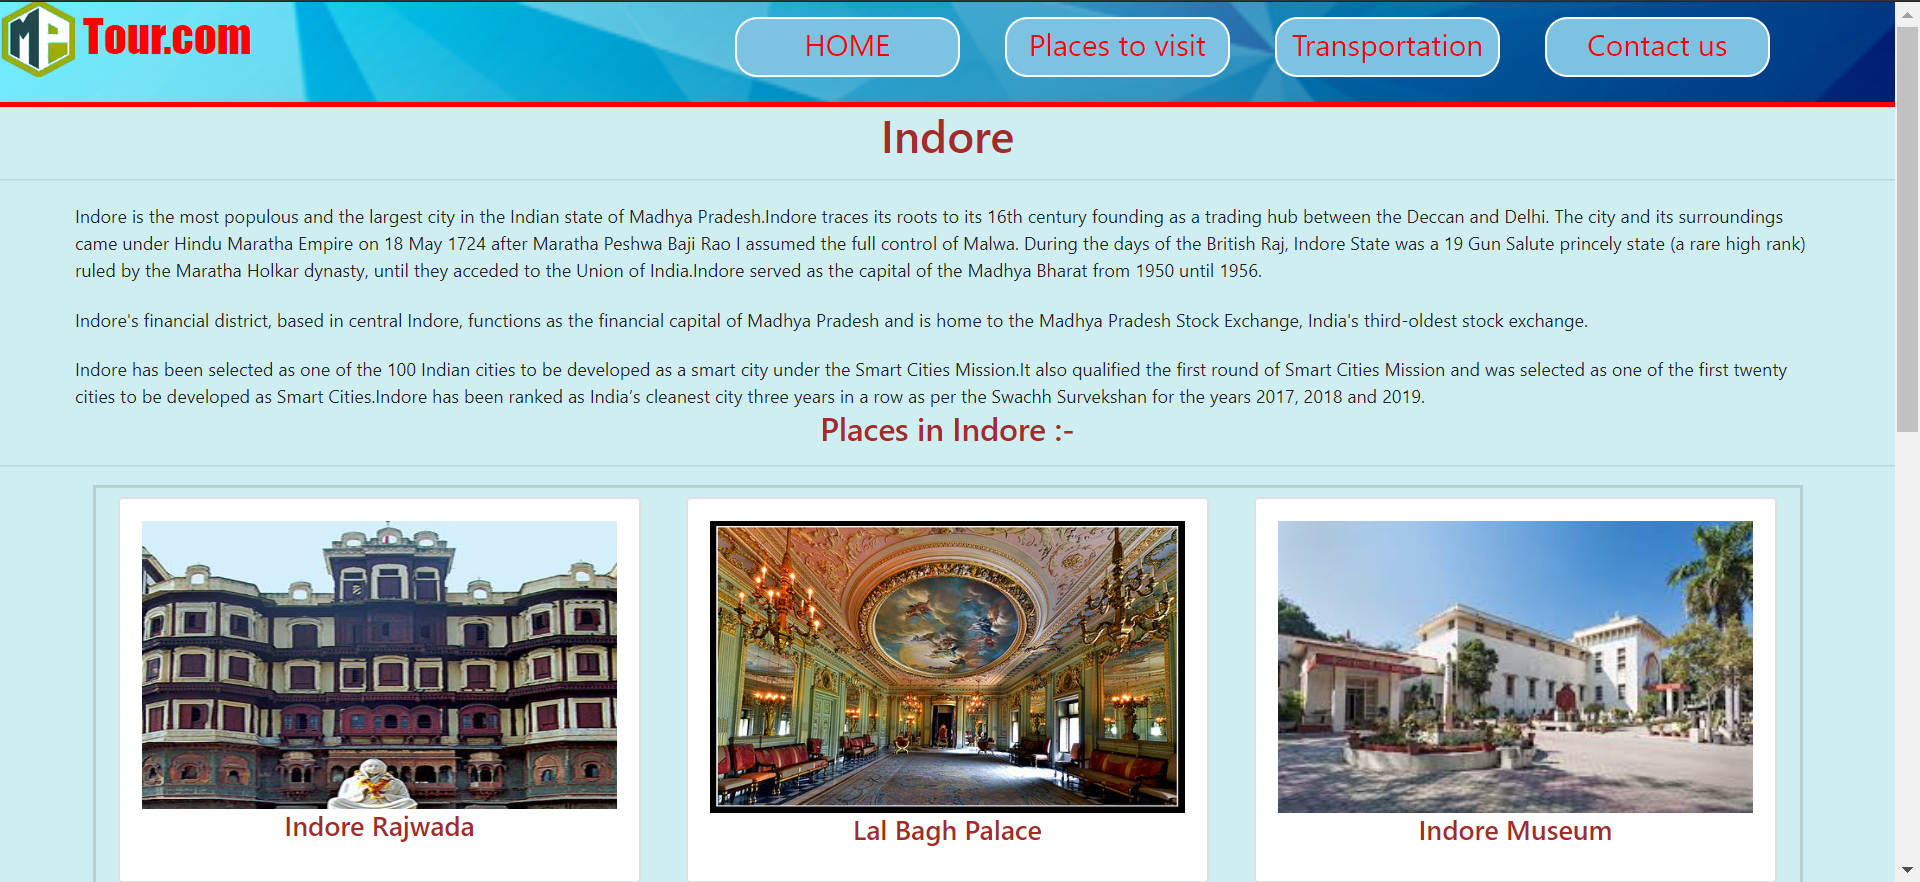 MP Tour.com
HOME
Places to visit
Transportation
Contact us
Indore
Indore is the most populous and the largest city in the Indian state of Madhya Pradesh.Indore traces its roots to its 16th century founding as a trading hub between the Deccan and Delhi. The city and its surroundings
came under Hindu Maratha Empire on 18 May 1724 after Maratha Peshwa Baji Rao I assumed the full control of Malwa. During the days of the British Raj, Indore State was a 19 Gun Salute princely state (a rare high rank)
ruled by the Maratha Holkar dynasty, until they acceded to the Union of India.Indore served as the capital of the Madhya Bharat from 1950 until 1956.
Indore's financial district, based in central Indore, functions as the financial capital of Madhya Pradesh and is home to the Madhya Pradesh Stock Exchange, India's third-oldest stock exchange.
Indore has been selected as one of the 100 Indian cities to be developed as a smart city under the Smart Cities Mission.It also qualified the first round of Smart Cities Mission and was selected as one of the first twenty
cities to be developed as Smart Cities.Indore has been ranked as India’s cleanest city three years in a row as per the Swachh Survekshan for the years 2017, 2018 and 2019.
Places in Indore :-
Indore Rajwada
Lal Bagh Palace
Indore Museum